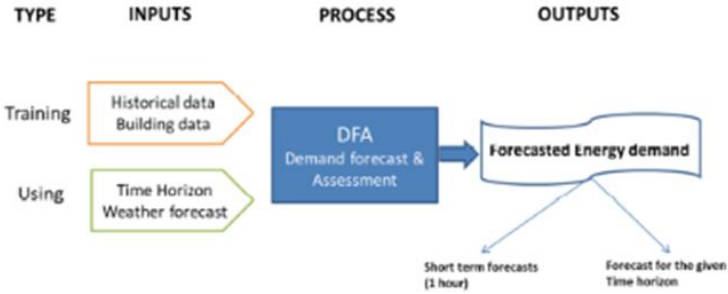 TYPE INPUTS PROCESS OUTPUTS
Training
Historical data
Building data
Using
Time Horizon
Weather forecast
DFA
Demand forecast &
Assessment
Forecasted Energy demand
Short term forecasts
(1 hour)
Forecast for the given
Time horizon